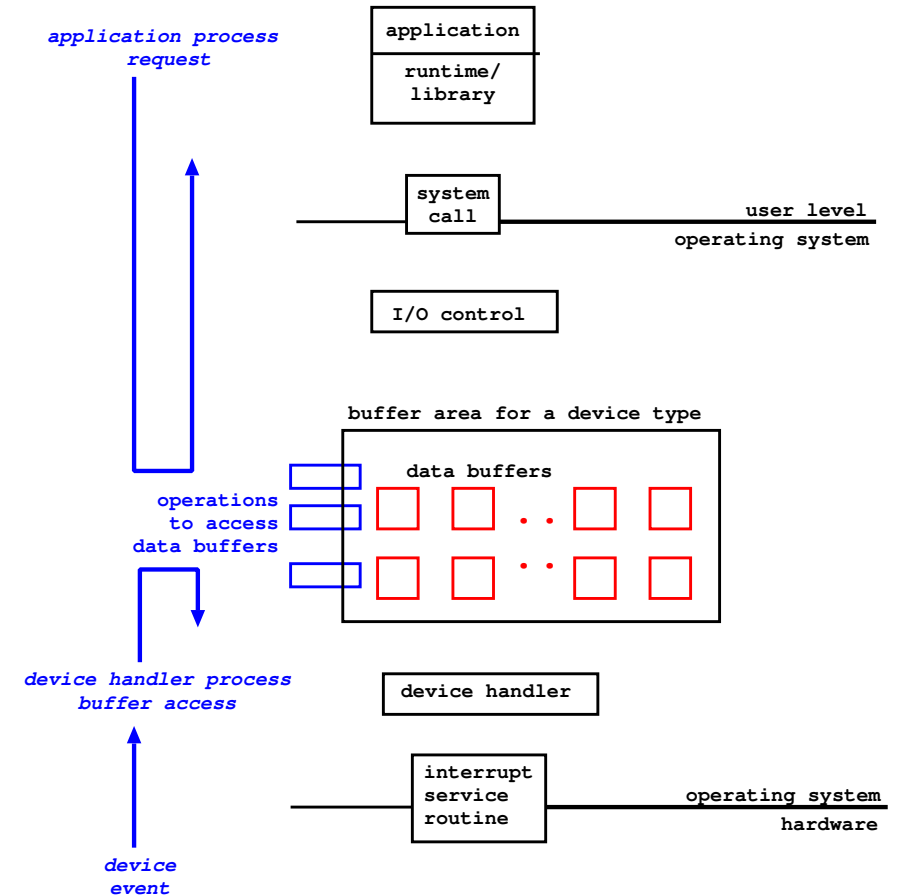 application process
request
application
runtime/
library
system
call
user level
operating system
I/O control
buffer area for a device type
data buffers
operations
to access
data buffers
device handler process
buffer access
device handler
interrupt
service
routine
operating system
hardware
device
event